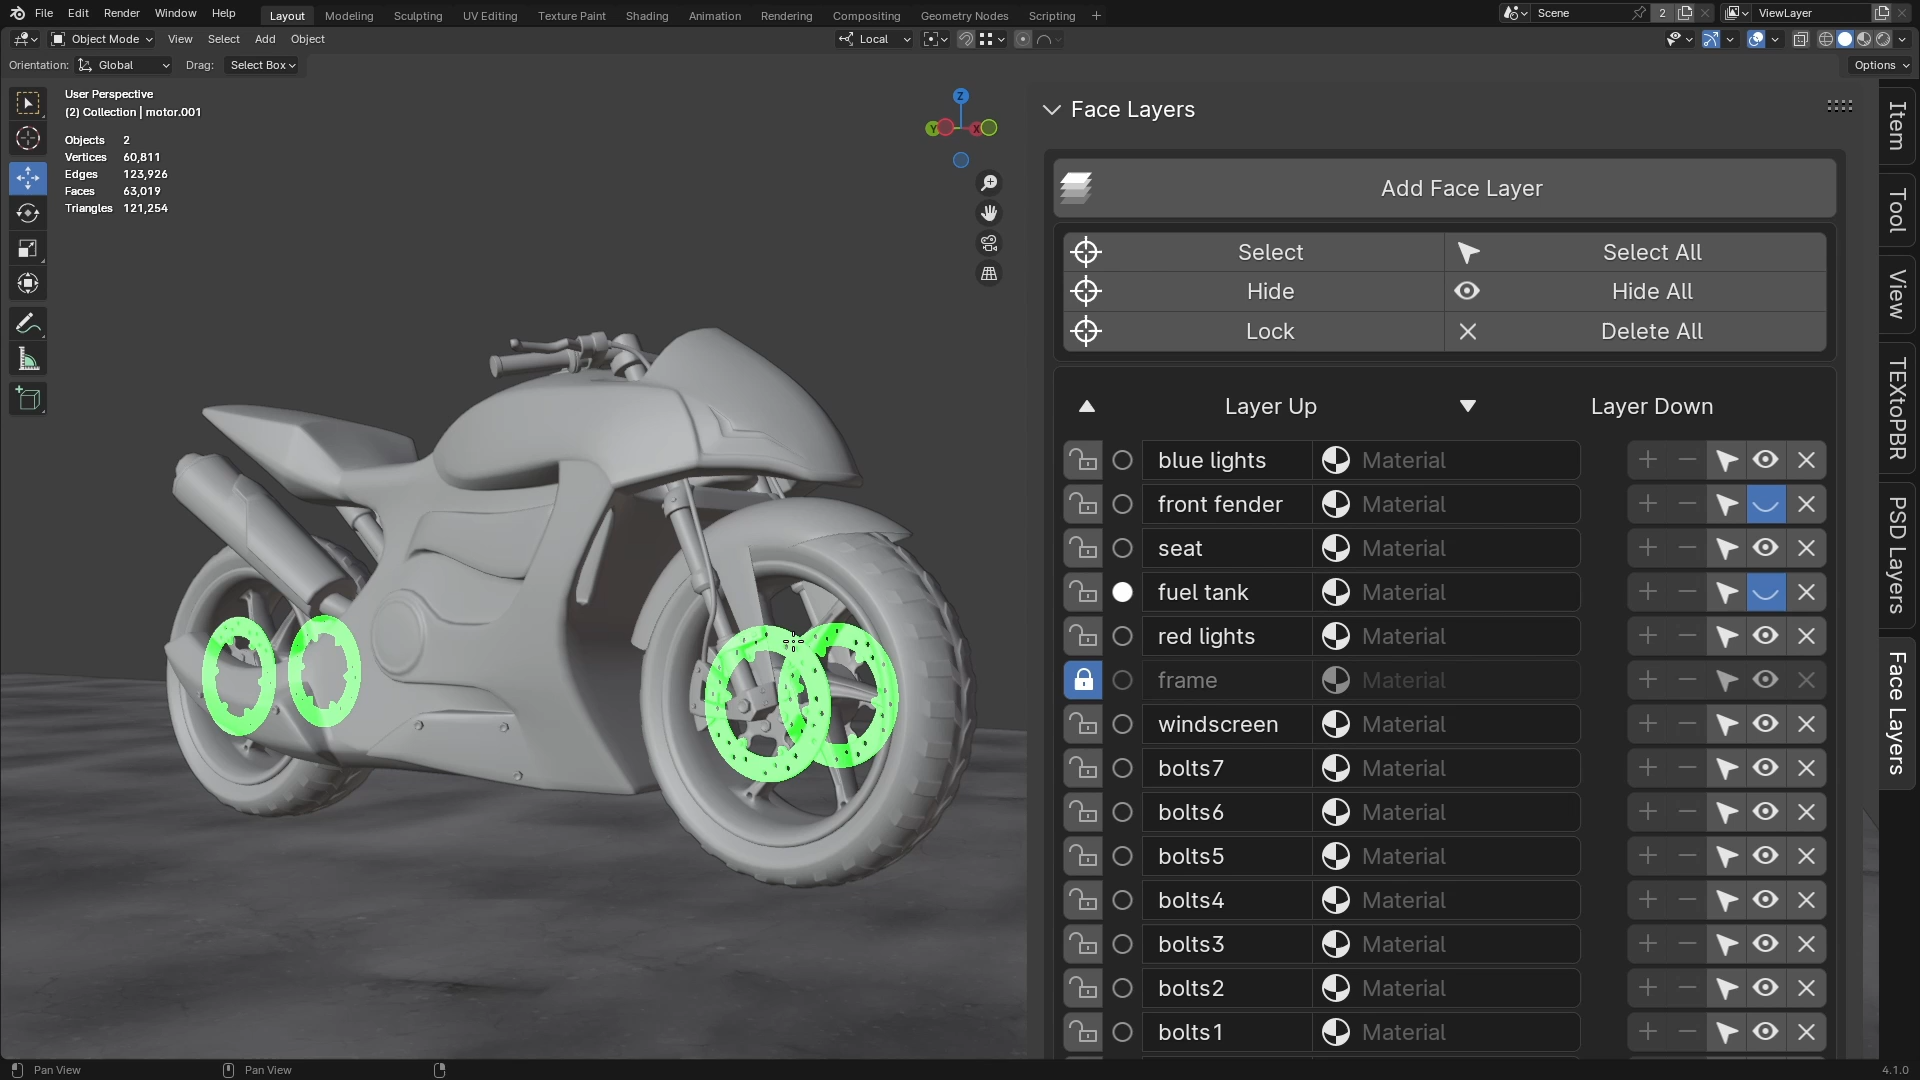 File Edit Render Window Help
Layout Modeling Sculpting UV Editing Texture Paint Shading Animation Rendering Compositing Geometry Nodes Scripting +
Scene 2
ViewLayer
Object Mode View Select Add Object
Local
Orientation: Global Drag: Select Box
Options
User Perspective
(2) Collection | motor.001
Objects 2
Vertices 60,811
Edges 123,926
Faces 63,019
Triangles 121,254
Z
Y
X
Face Layers
Add Face Layer
Select Select All
Hide Hide All
Lock Delete All
Layer Up Layer Down
blue lights Material
front fender Material
seat Material
fuel tank Material
red lights Material
frame Material
windscreen Material
bolts7 Material
bolts6 Material
bolts5 Material
bolts4 Material
bolts3 Material
bolts2 Material
bolts1 Material
Item
Tool
View
TEXtoPBR
PSD Layers
Face Layers
Pan View
Pan View
4.1.0